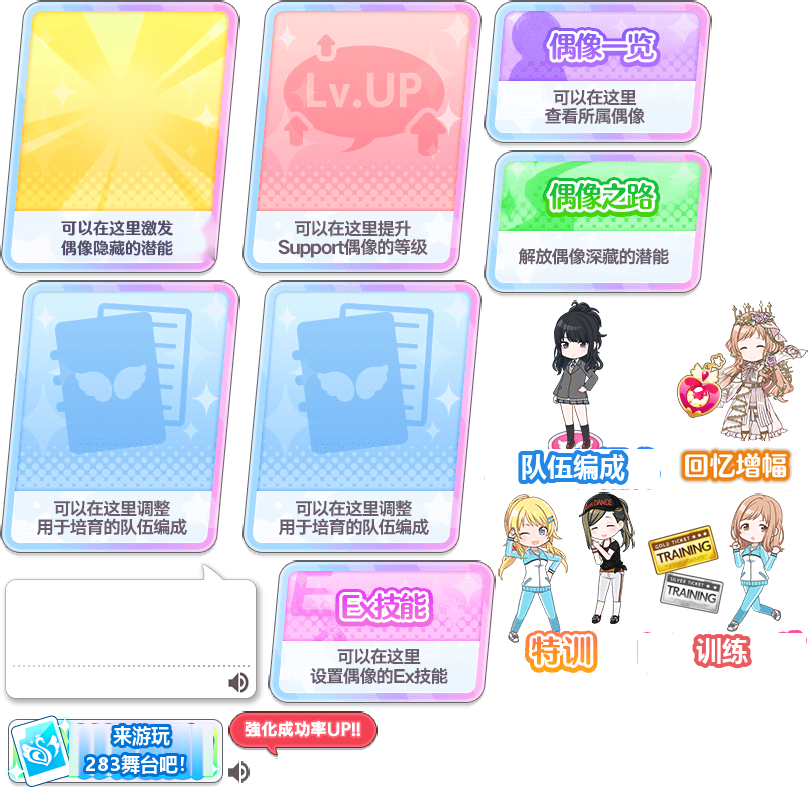 可以在这里激发
偶像隐藏的潜能
Lv.UP
可以在这里提升
Support偶像的等级
偶像一览
可以在这里
查看所属偶像
偶像之路
解放偶像深藏的潜能
可以在这里调整
用于培育的队伍编成
可以在这里调整
用于培育的队伍编成
队伍编成
回忆增幅
GOLD TICKET
TRAINING
SILVER TICKET
TRAINING
特训
训练
Ex
Ex技能
可以在这里
设置偶像的Ex技能
来游玩
283舞台吧!
強化成功率UP!!